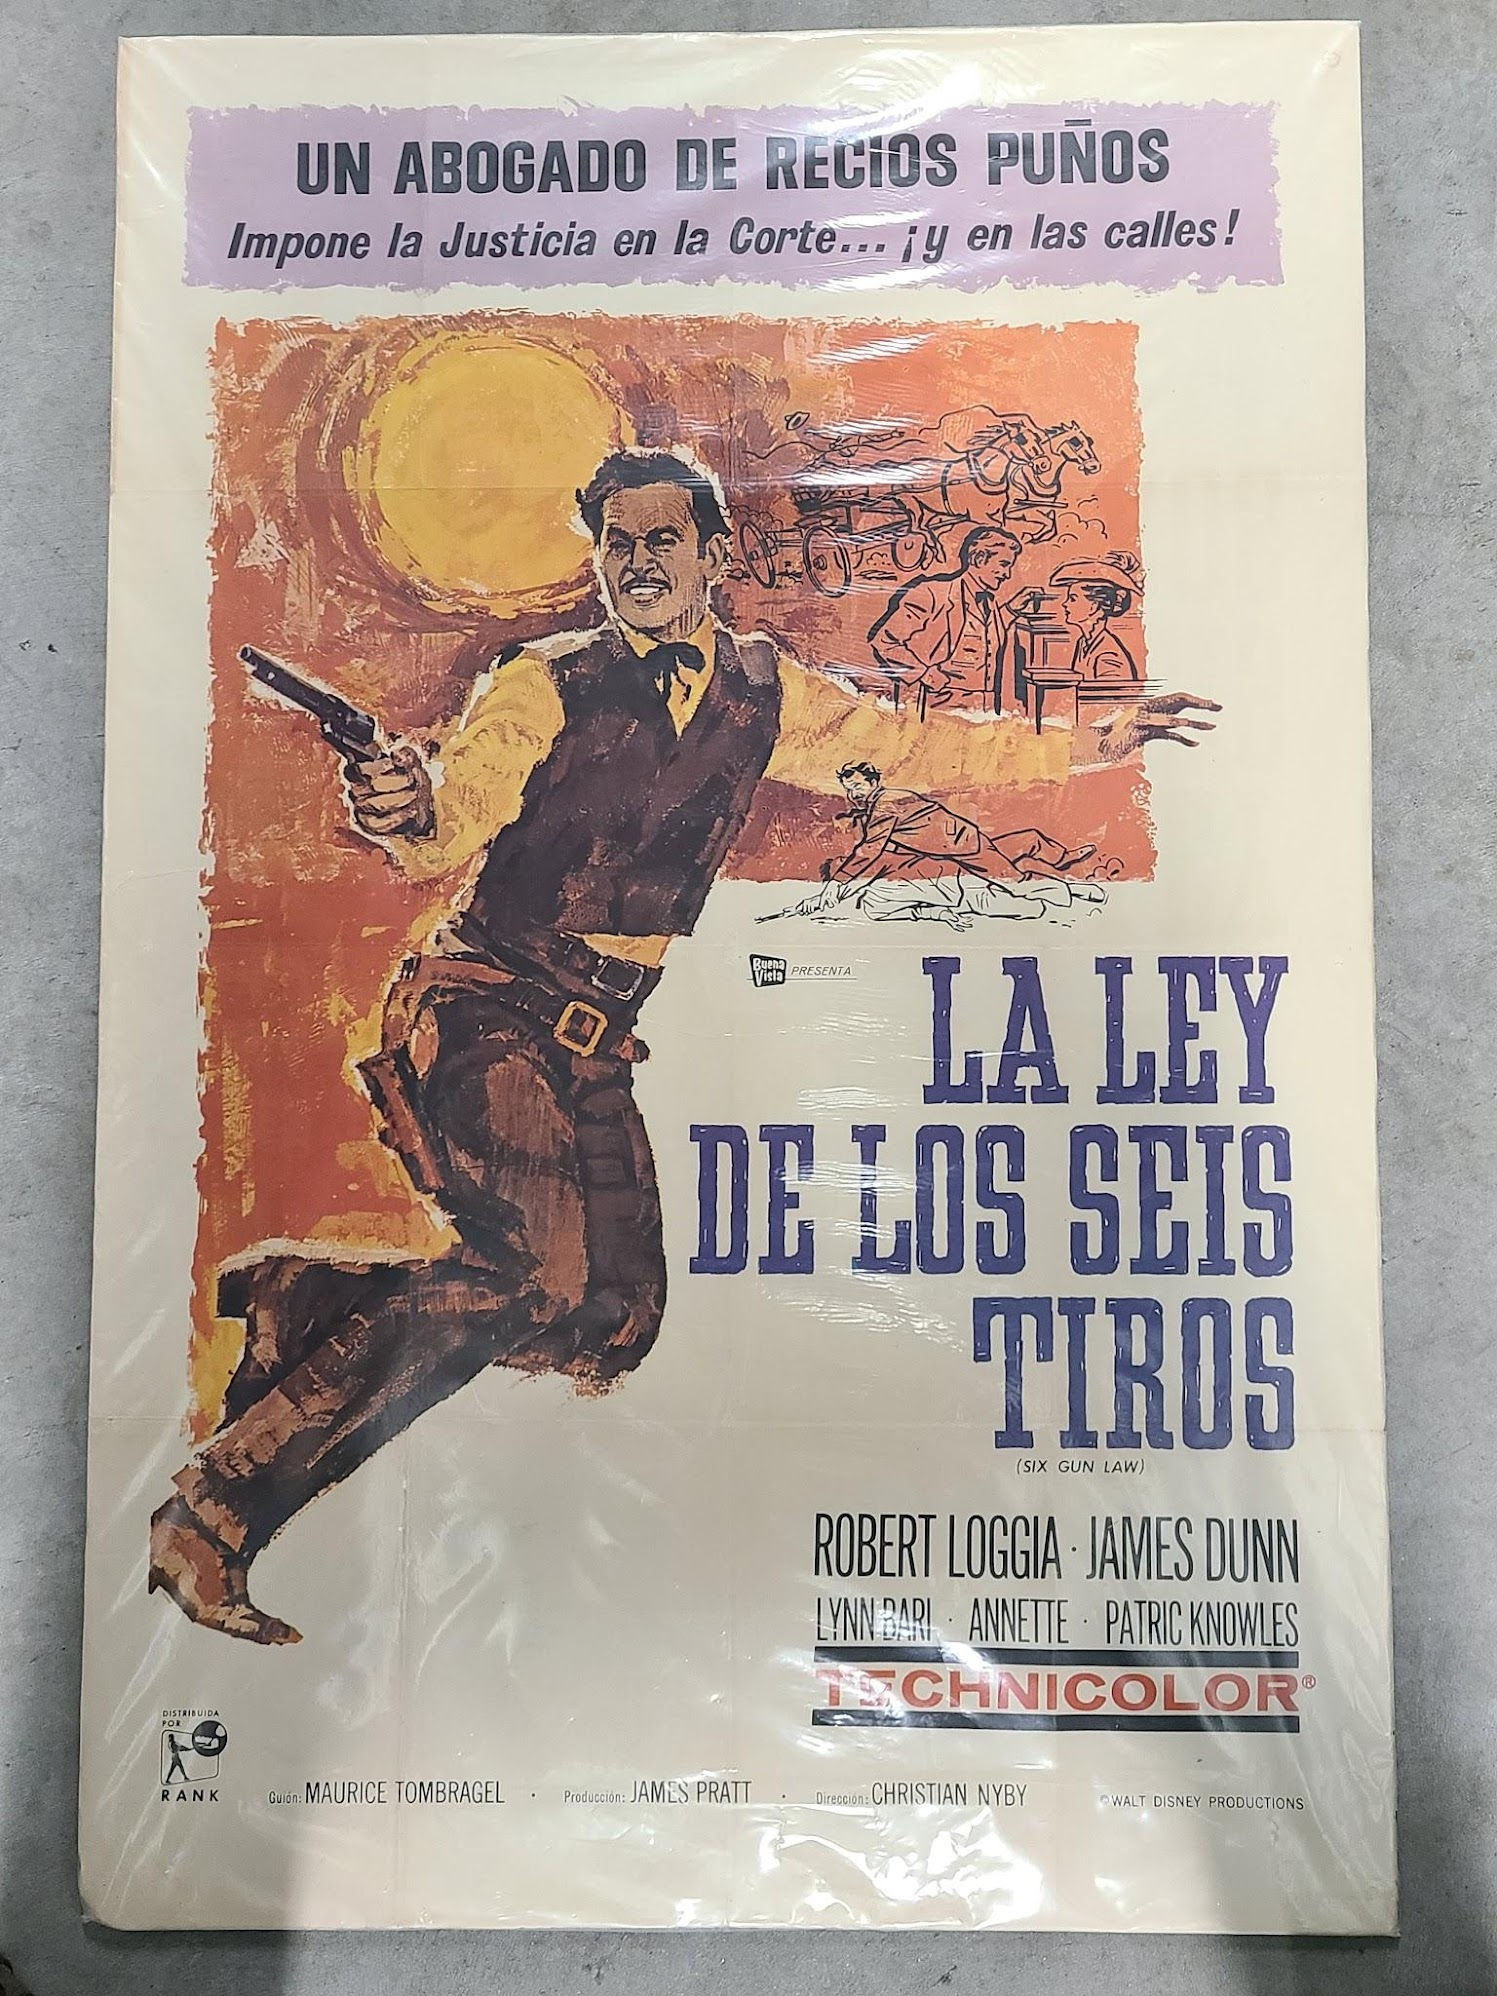 UN ABOGADO DE RECIOS PUÑOS
Impone la Justicia en la Corte... ¡y en las calles!
Buena Vista PRESENTA
LA LEY
DE LOS SEIS
TIROS
(SIX GUN LAW)
ROBERT LOGGIA · JAMES DUNN
LYNN BARI · ANNETTE · PATRIC KNOWLES
TECHNICOLOR®
DISTRIBUIDA
POR
RANK
Guión: MAURICE TOMBRAGEL · Producción: JAMES PRATT · Dirección: CHRISTIAN NYBY
© WALT DISNEY PRODUCTIONS